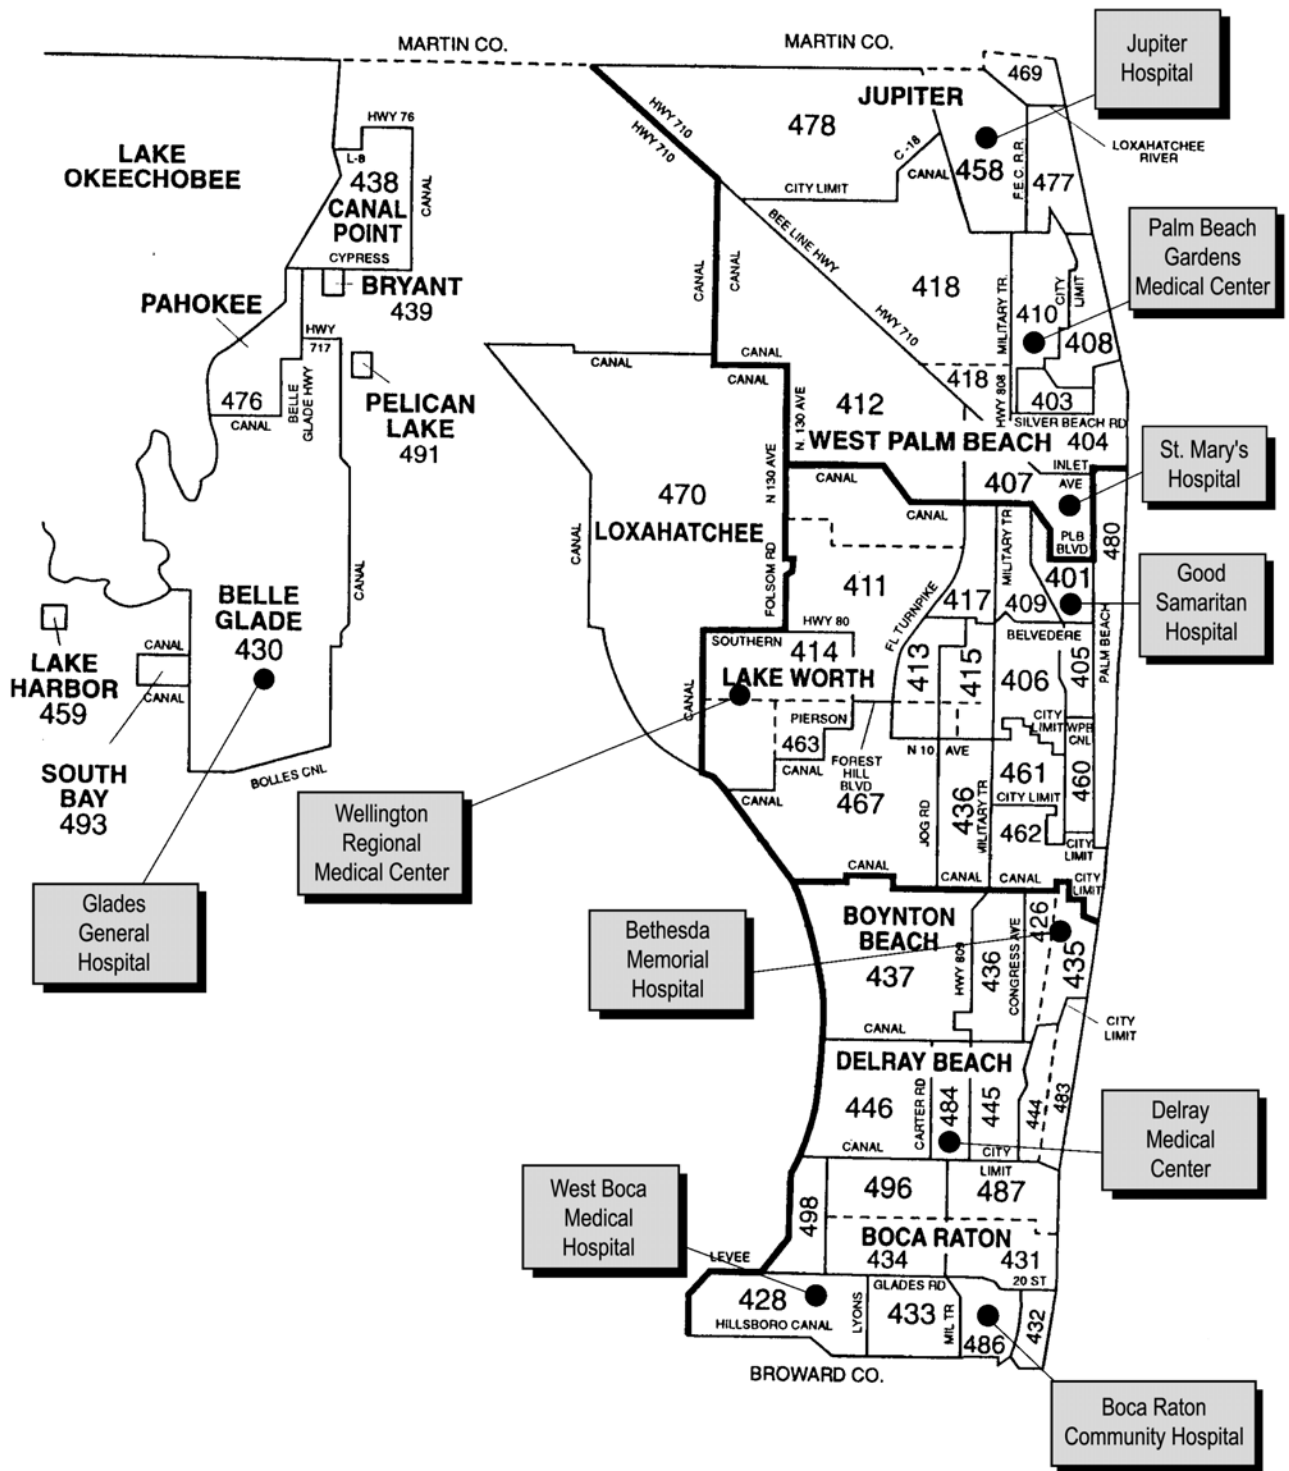 MARTIN CO.
MARTIN CO.
Jupiter
Hospital
469
JUPITER
HWY 710
HWY 710
478
C-18
CANAL
458
F.E.C. R.R.
LOXAHATCHEE
RIVER
477
CITY LIMIT
HWY 76
L-8
LAKE
OKEECHOBEE
438
CANAL
POINT
CANAL
CYPRESS
BRYANT
439
PAHOKEE
HWY
717
BELLE
GLADE HWY
476
CANAL
PELICAN
LAKE
491
BEE LINE HWY
HWY 710
CANAL
CANAL
418
MILITARY TR.
410
CITY
LIMIT
408
Palm Beach
Gardens
Medical Center
CANAL
CANAL
CANAL
418
HWY 808
403
SILVER BEACH RD
412
N. 130 AVE
WEST PALM BEACH
404
St. Mary's
Hospital
INLET
AVE
407
PLB
BLVD
480
CANAL
CANAL
470
LOXAHATCHEE
N 130 AVE
FOLSOM RD
CANAL
MILITARY TR
401
409
Good
Samaritan
Hospital
411
417
FL TURNPIKE
BELVEDERE
PALM BEACH
HWY 80
SOUTHERN
414
LAKE WORTH
413
415
406
405
CANAL
PIERSON
463
CANAL
FOREST
HILL
BLVD
CITY
LIMIT
WPB
CNL
N 10
AVE
CANAL
467
JOG RD
436
MILITARY TR
461
CITY LIMIT
460
462
CITY
LIMIT
BELLE
GLADE
430
CANAL
CANAL
CANAL
LAKE
HARBOR
459
SOUTH
BAY
493
BOLLES CNL
Wellington
Regional
Medical Center
Glades
General
Hospital
CANAL
CANAL
CANAL
CITY
LIMIT
BOYNTON
BEACH
437
HWY 809
436
CONGRESS AVE
426
435
Bethesda
Memorial
Hospital
CANAL
CITY
LIMIT
DELRAY BEACH
446
CARTER RD
484
445
444
483
CANAL
CITY
LIMIT
Delray
Medical
Center
West Boca
Medical
Hospital
498
496
487
BOCA RATON
434
431
LEVEE
20 ST
GLADES RD
428
LYONS
433
MIL TR
486
432
HILLSBORO CANAL
BROWARD CO.
Boca Raton
Community Hospital